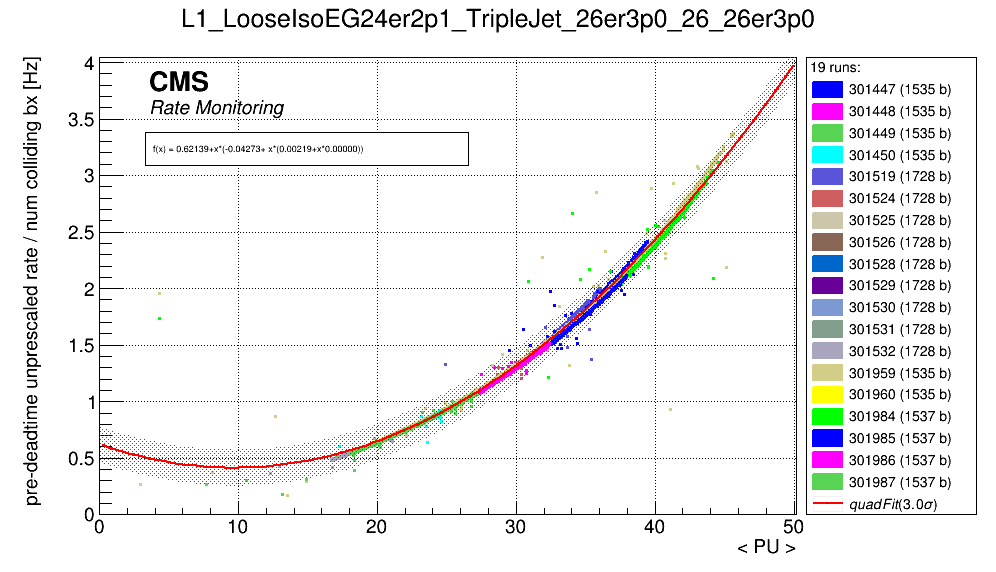 L1_LooseIsoEG24er2p1_TripleJet_26er3p0_26_26er3p0
pre-deadtime unprescaled rate / num colliding bx [Hz]
CMS
Rate Monitoring
f(x) = 0.62139+x*(-0.04273+ x*(0.00219+x*0.00000))
4
3.5
3
2.5
2
1.5
1
0.5
0
0
10
20
30
40
50
< PU >
19 runs:
301447 (1535 b)
301448 (1535 b)
301449 (1535 b)
301450 (1535 b)
301519 (1728 b)
301524 (1728 b)
301525 (1728 b)
301526 (1728 b)
301528 (1728 b)
301529 (1728 b)
301530 (1728 b)
301531 (1728 b)
301532 (1728 b)
301959 (1535 b)
301960 (1535 b)
301984 (1537 b)
301985 (1537 b)
301986 (1537 b)
301987 (1537 b)
quadFit(3.0σ)